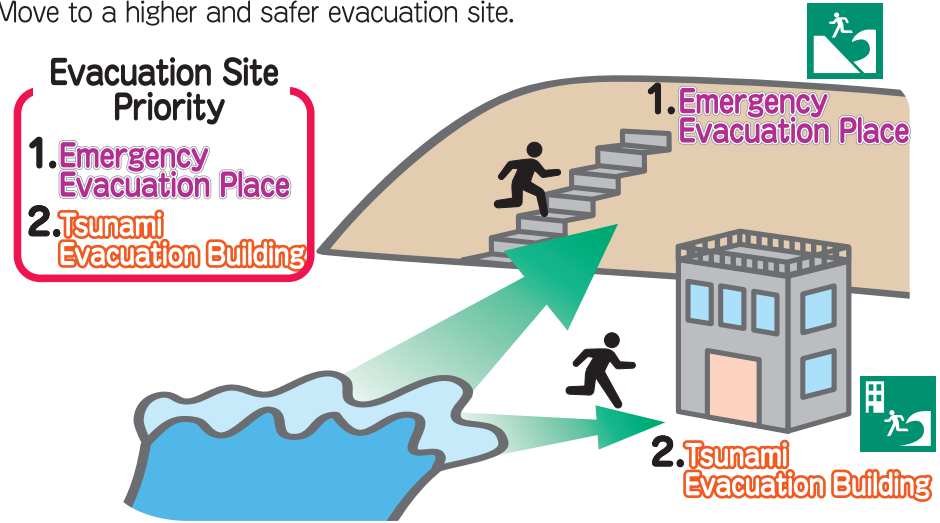 Move to a higher and safer evacuation site.
Evacuation Site
Priority
1.Emergency
Evacuation Place
2.Tsunami
Evacuation Building
1.Emergency
Evacuation Place
2.Tsunami
Evacuation Building